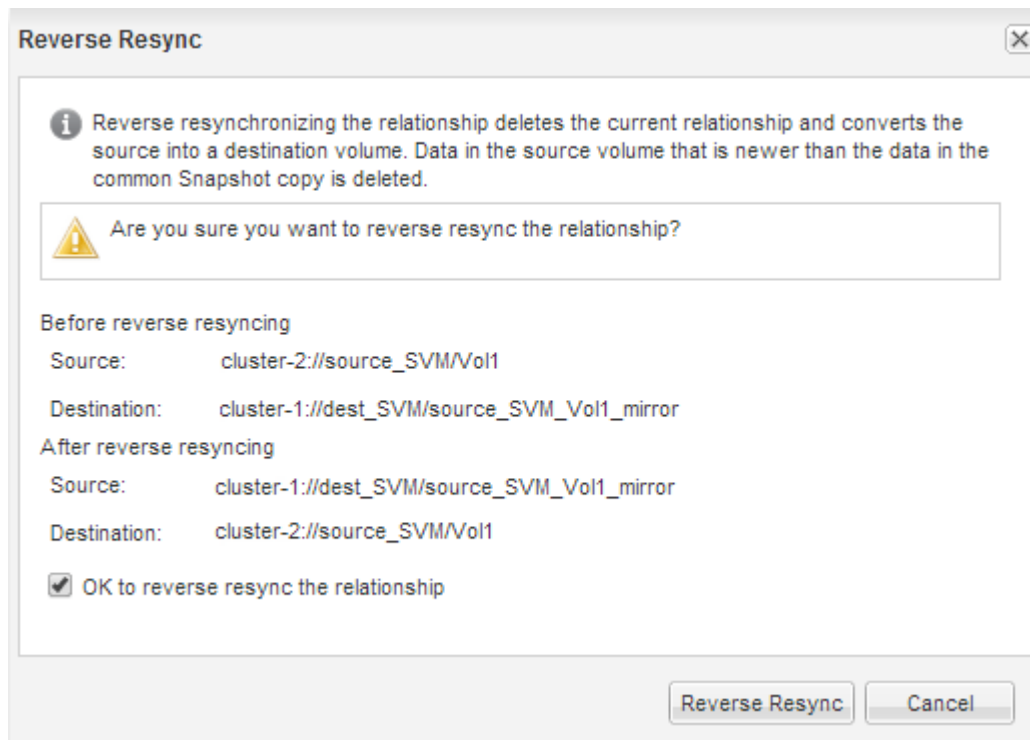 Reverse Resync
Reverse resynchronizing the relationship deletes the current relationship and converts the
source into a destination volume. Data in the source volume that is newer than the data in the
common Snapshot copy is deleted.
Are you sure you want to reverse resync the relationship?
Before reverse resyncing
Source: cluster-2://source_SVM/Vol1
Destination: cluster-1://dest_SVM/source_SVM_Vol1_mirror
After reverse resyncing
Source: cluster-1://dest_SVM/source_SVM_Vol1_mirror
Destination: cluster-2://source_SVM/Vol1
OK to reverse resync the relationship
Reverse Resync Cancel